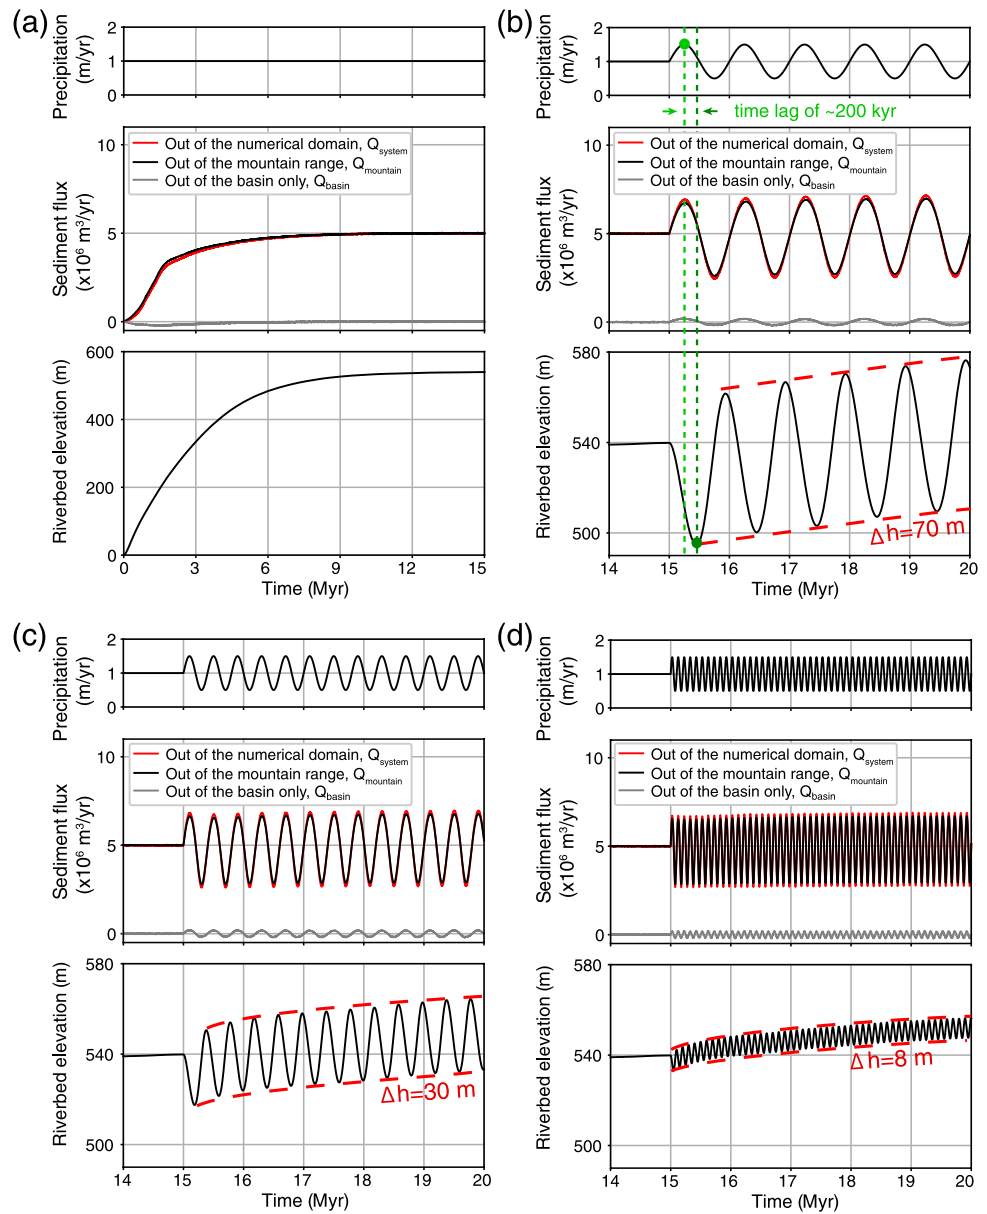 (a)
Precipitation
(m/yr)
2
1
0
Sediment flux
(x10⁶ m³/yr)
10
5
0
Out of the numerical domain, Qsystem
Out of the mountain range, Qmountain
Out of the basin only, Qbasin
Riverbed elevation (m)
600
400
200
0
0 3 6 9 12 15
Time (Myr)
(b)
Precipitation
(m/yr)
2
1
0
time lag of ~200 kyr
Sediment flux
(x10⁶ m³/yr)
10
5
0
Out of the numerical domain, Qsystem
Out of the mountain range, Qmountain
Out of the basin only, Qbasin
Riverbed elevation (m)
580
540
500
Δh=70 m
14 15 16 17 18 19 20
Time (Myr)
(c)
Precipitation
(m/yr)
2
1
0
Sediment flux
(x10⁶ m³/yr)
10
5
0
Out of the numerical domain, Qsystem
Out of the mountain range, Qmountain
Out of the basin only, Qbasin
Riverbed elevation (m)
580
540
500
Δh=30 m
14 15 16 17 18 19 20
Time (Myr)
(d)
Precipitation
(m/yr)
2
1
0
Sediment flux
(x10⁶ m³/yr)
10
5
0
Out of the numerical domain, Qsystem
Out of the mountain range, Qmountain
Out of the basin only, Qbasin
Riverbed elevation (m)
580
540
500
Δh=8 m
14 15 16 17 18 19 20
Time (Myr)